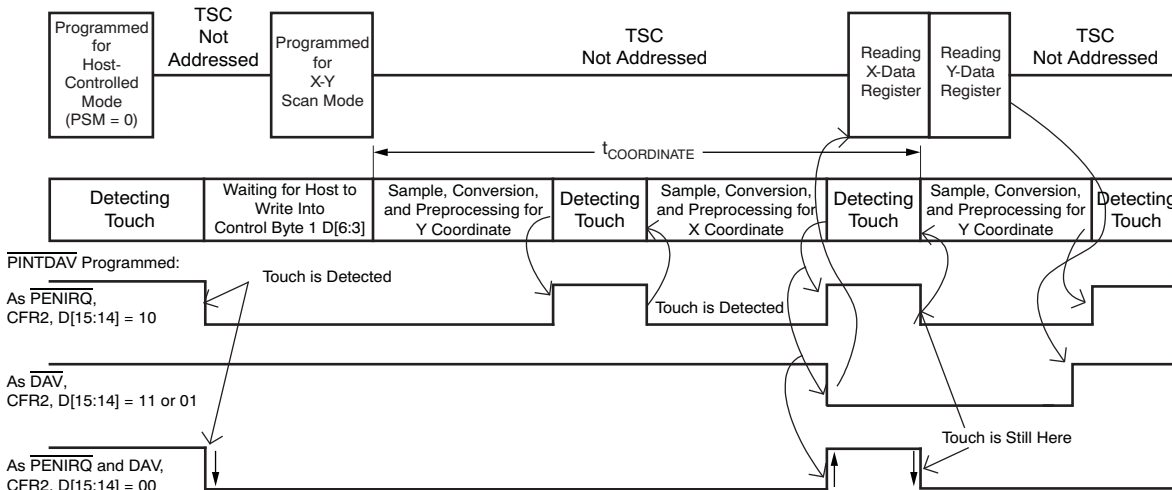 Programmed
for
Host-
Controlled
Mode
(PSM = 0)
TSC
Not
Addressed
Programmed
for
X-Y
Scan Mode
TSC
Not Addressed
Reading
X-Data
Register
Reading
Y-Data
Register
TSC
Not Addressed
tCOORDINATE
Detecting
Touch
Waiting for Host to
Write Into
Control Byte 1 D[6:3]
Sample, Conversion,
and Preprocessing for
Y Coordinate
Detecting
Touch
Sample, Conversion,
and Preprocessing for
X Coordinate
Detecting
Touch
Sample, Conversion,
and Preprocessing for
Y Coordinate
Detecting
Touch
PINTDAV Programmed:
Touch is Detected
As PENIRQ,
CFR2, D[15:14] = 10
Touch is Detected
As DAV,
CFR2, D[15:14] = 11 or 01
Touch is Still Here
As PENIRQ and DAV,
CFR2, D[15:14] = 00